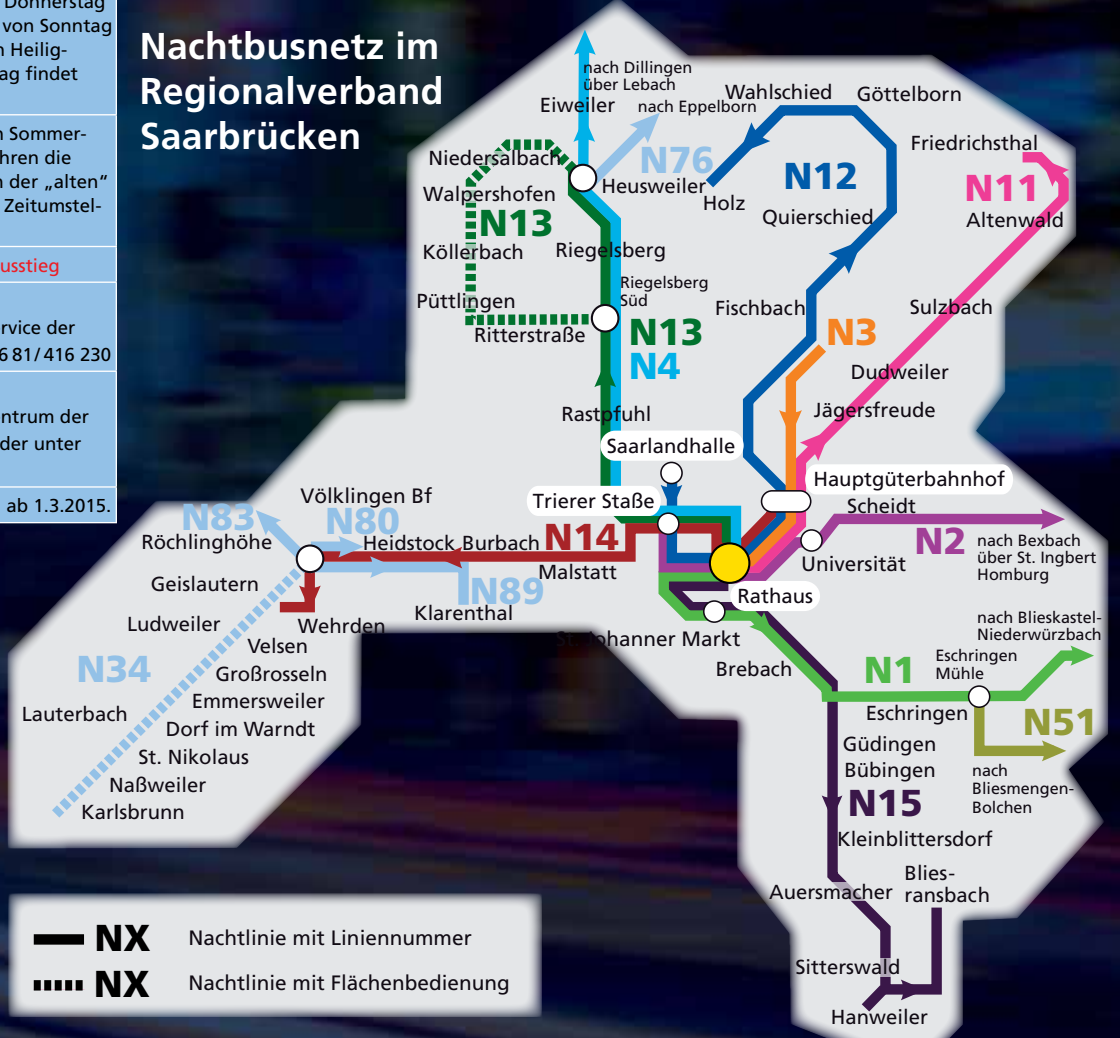 Donnerstag
von Sonntag
Heilig-
ag findet
Sommer-
hren die
n der „alten“
Zeitumstel-
usstieg
rvice der
6 81 / 416 230
entrum der
der unter
ab 1.3.2015.
Nachtbusnetz im
Regionalverband
Saarbrücken
nach Dillingen
über Lebach
Eiweiler
nach Eppelborn
Wahlschied
Göttelborn
Friedrichsthal
Niedersalbach
N76
N12
N11
Walpershofen
Heusweiler
Holz
Quierschied
Altenwald
N13
Köllerbach
Riegelsberg
Püttlingen
Riegelsberg
Süd
Ritterstraße
N13
N4
Fischbach
N3
Sulzbach
Dudweiler
Rastpfuhl
Jägersfreude
Saarlandhalle
Hauptgüterbahnhof
Trierer Staße
Scheidt
Völklingen Bf
N83
N80
Röchlinghöhe
Heidstock
Burbach
N14
N2
nach Bexbach
über St. Ingbert
Homburg
Malstatt
Universität
Geislautern
N89
Klarenthal
Rathaus
Ludweiler
Wehrden
St. Johanner Markt
nach Blieskastel-
Niederwürzbach
Velsen
N34
Großrosseln
Brebach
N1
Eschringen
Mühle
Emmersweiler
Lauterbach
Eschringen
N51
Dorf im Warndt
St. Nikolaus
Güdingen
Bübingen
nach
Bliesmengen-
Bolchen
Naßweiler
Karlsbrunn
N15
Kleinblittersdorf
Auersmacher
Blies-
ransbach
NX Nachtlinie mit Liniennummer
NX Nachtlinie mit Flächenbedienung
Sitterswald
Hanweiler